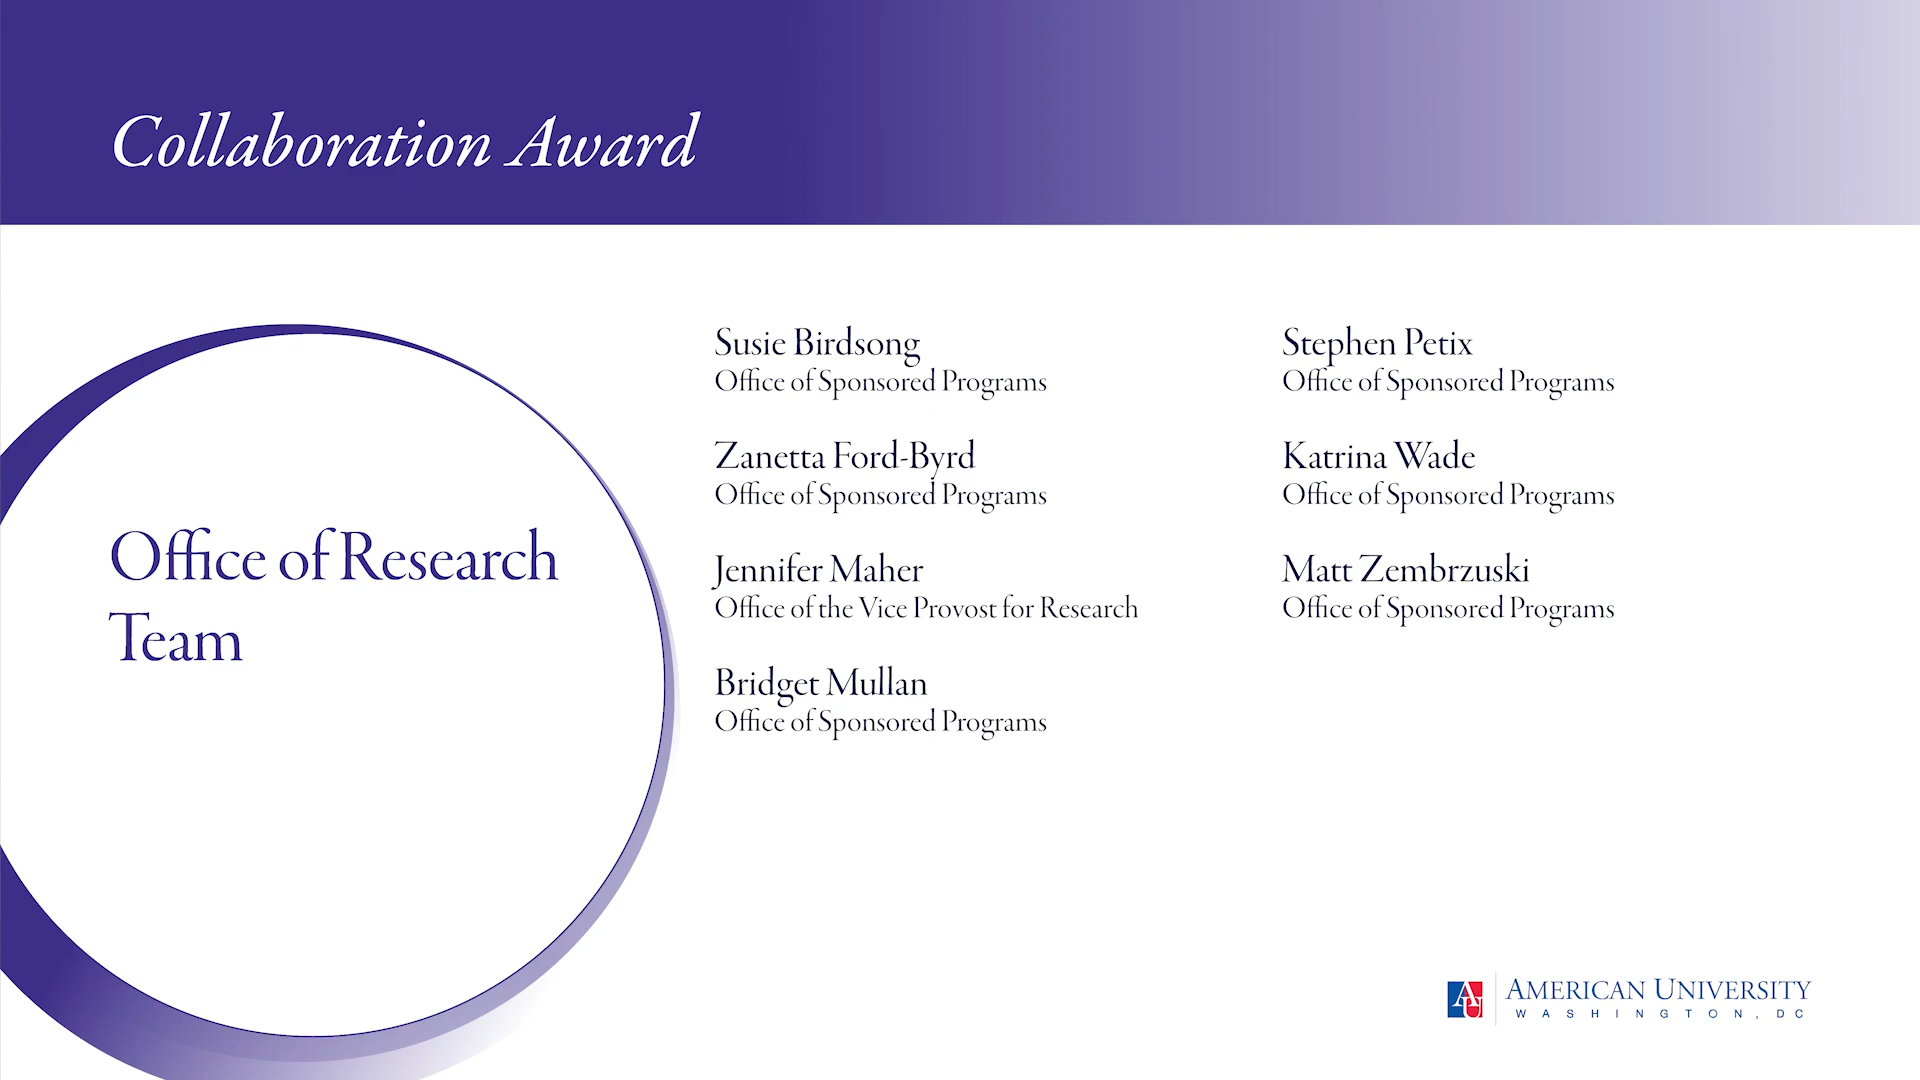 Collaboration Award
Office of Research
Team
Susie Birdsong
Office of Sponsored Programs
Zanetta Ford-Byrd
Office of Sponsored Programs
Jennifer Maher
Office of the Vice Provost for Research
Bridget Mullan
Office of Sponsored Programs
Stephen Petix
Office of Sponsored Programs
Katrina Wade
Office of Sponsored Programs
Matt Zembrzuski
Office of Sponsored Programs
AU
AMERICAN UNIVERSITY
WASHINGTON, DC